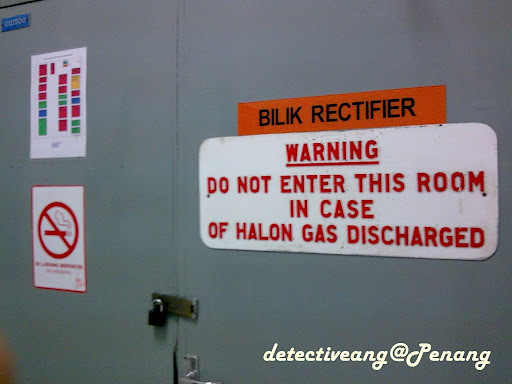 BILIK RECTIFIER
WARNING
DO NOT ENTER THIS ROOM
IN CASE
OF HALON GAS DISCHARGED
detectiveang@Penang